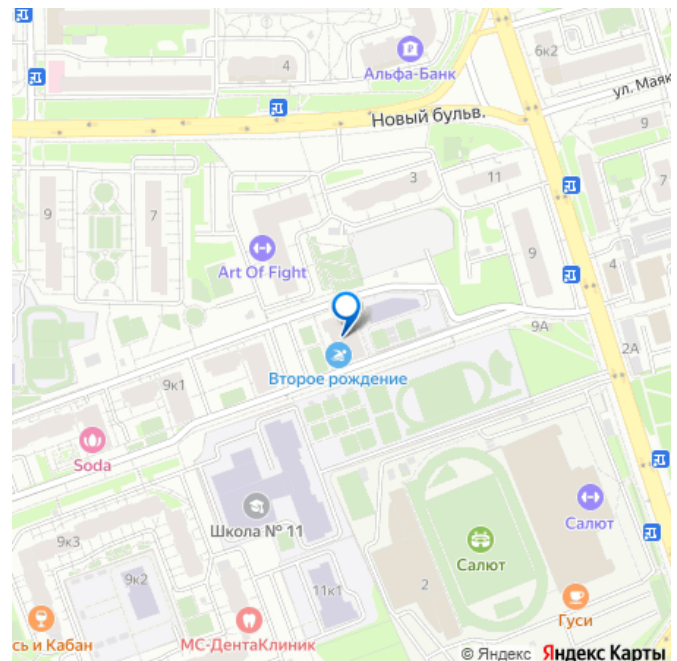 4
Альфа-Банк
6к2
ул. Маяк
Новый бульв.
9
3
11
7
9
7
9
Art Of Fight
4
9А
2А
Второе рождение
9к1
Soda
Школа № 11
Салют
Салют
9к3
9к2
11к1
2
Гуси
сь и Кабан
МС-ДентаКлиник
© Яндекс Яндекс Карты